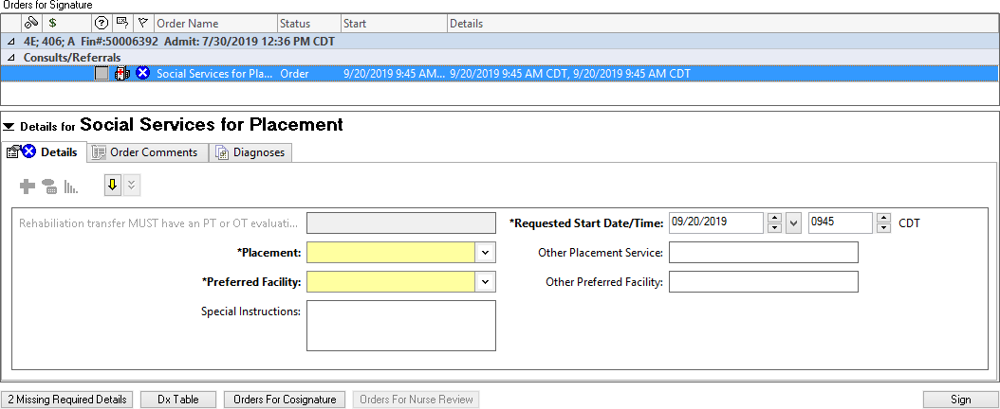 Orders for Signature
$ Order Name Status Start Details
4E; 406; A Fin#:50006392 Admit: 7/30/2019 12:36 PM CDT
Consults/Referrals
Social Services for Pla... Order 9/20/2019 9:45 AM... 9/20/2019 9:45 AM CDT, 9/20/2019 9:45 AM CDT
Details for Social Services for Placement
Details Order Comments Diagnoses
Rehabiliation transfer MUST have an PT or OT evaluati... *Requested Start Date/Time: 09/20/2019 0945 CDT
*Placement: Other Placement Service:
*Preferred Facility: Other Preferred Facility:
Special Instructions:
2 Missing Required Details Dx Table Orders For Cosignature Orders For Nurse Review Sign